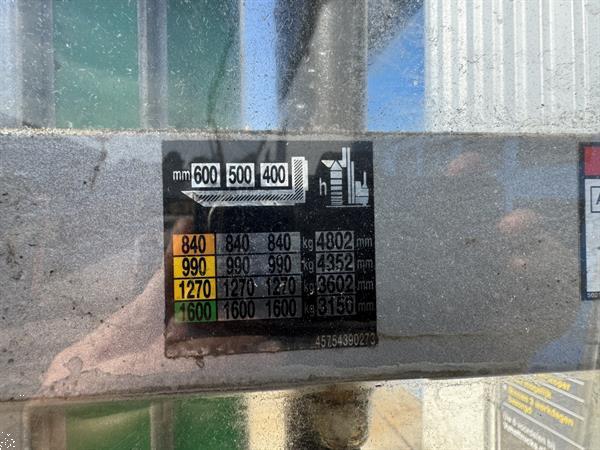 mm 600 500 400
h
840 840 840 kg 4802 mm
990 990 990 kg 4352 mm
1270 1270 1270 kg 3602 mm
1600 1600 1600 kg 3150 mm
45754390273
A